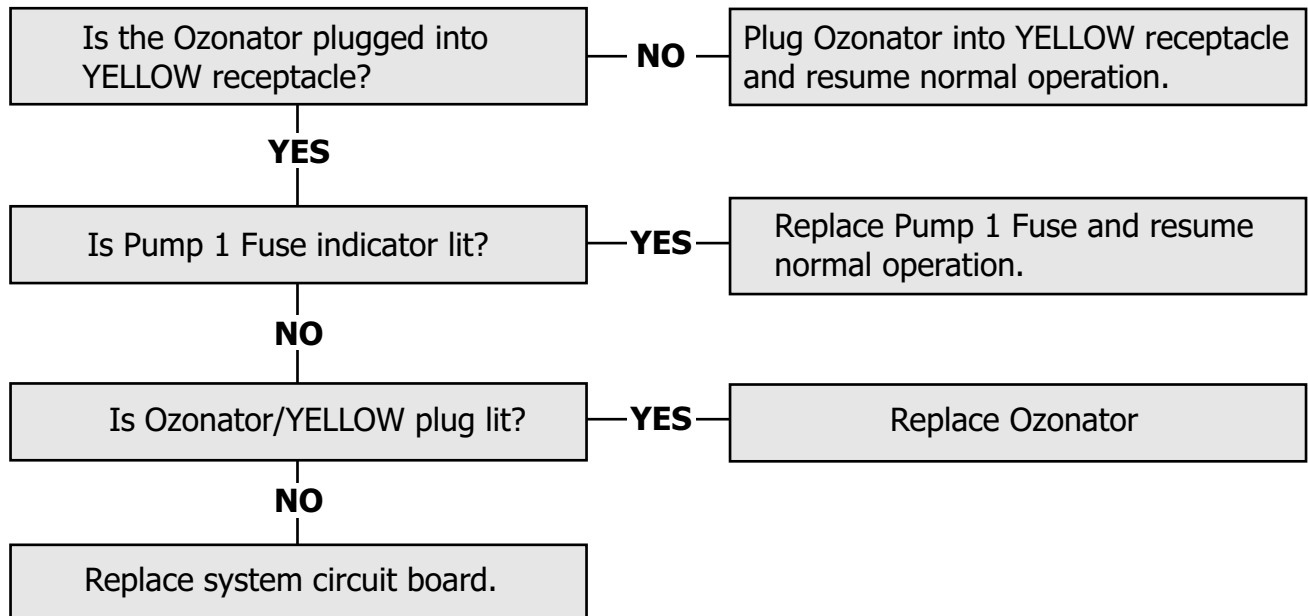 Is the Ozonator plugged into
YELLOW receptacle?
NO
Plug Ozonator into YELLOW receptacle
and resume normal operation.
YES
Is Pump 1 Fuse indicator lit?
YES
Replace Pump 1 Fuse and resume
normal operation.
NO
Is Ozonator/YELLOW plug lit?
YES
Replace Ozonator
NO
Replace system circuit board.